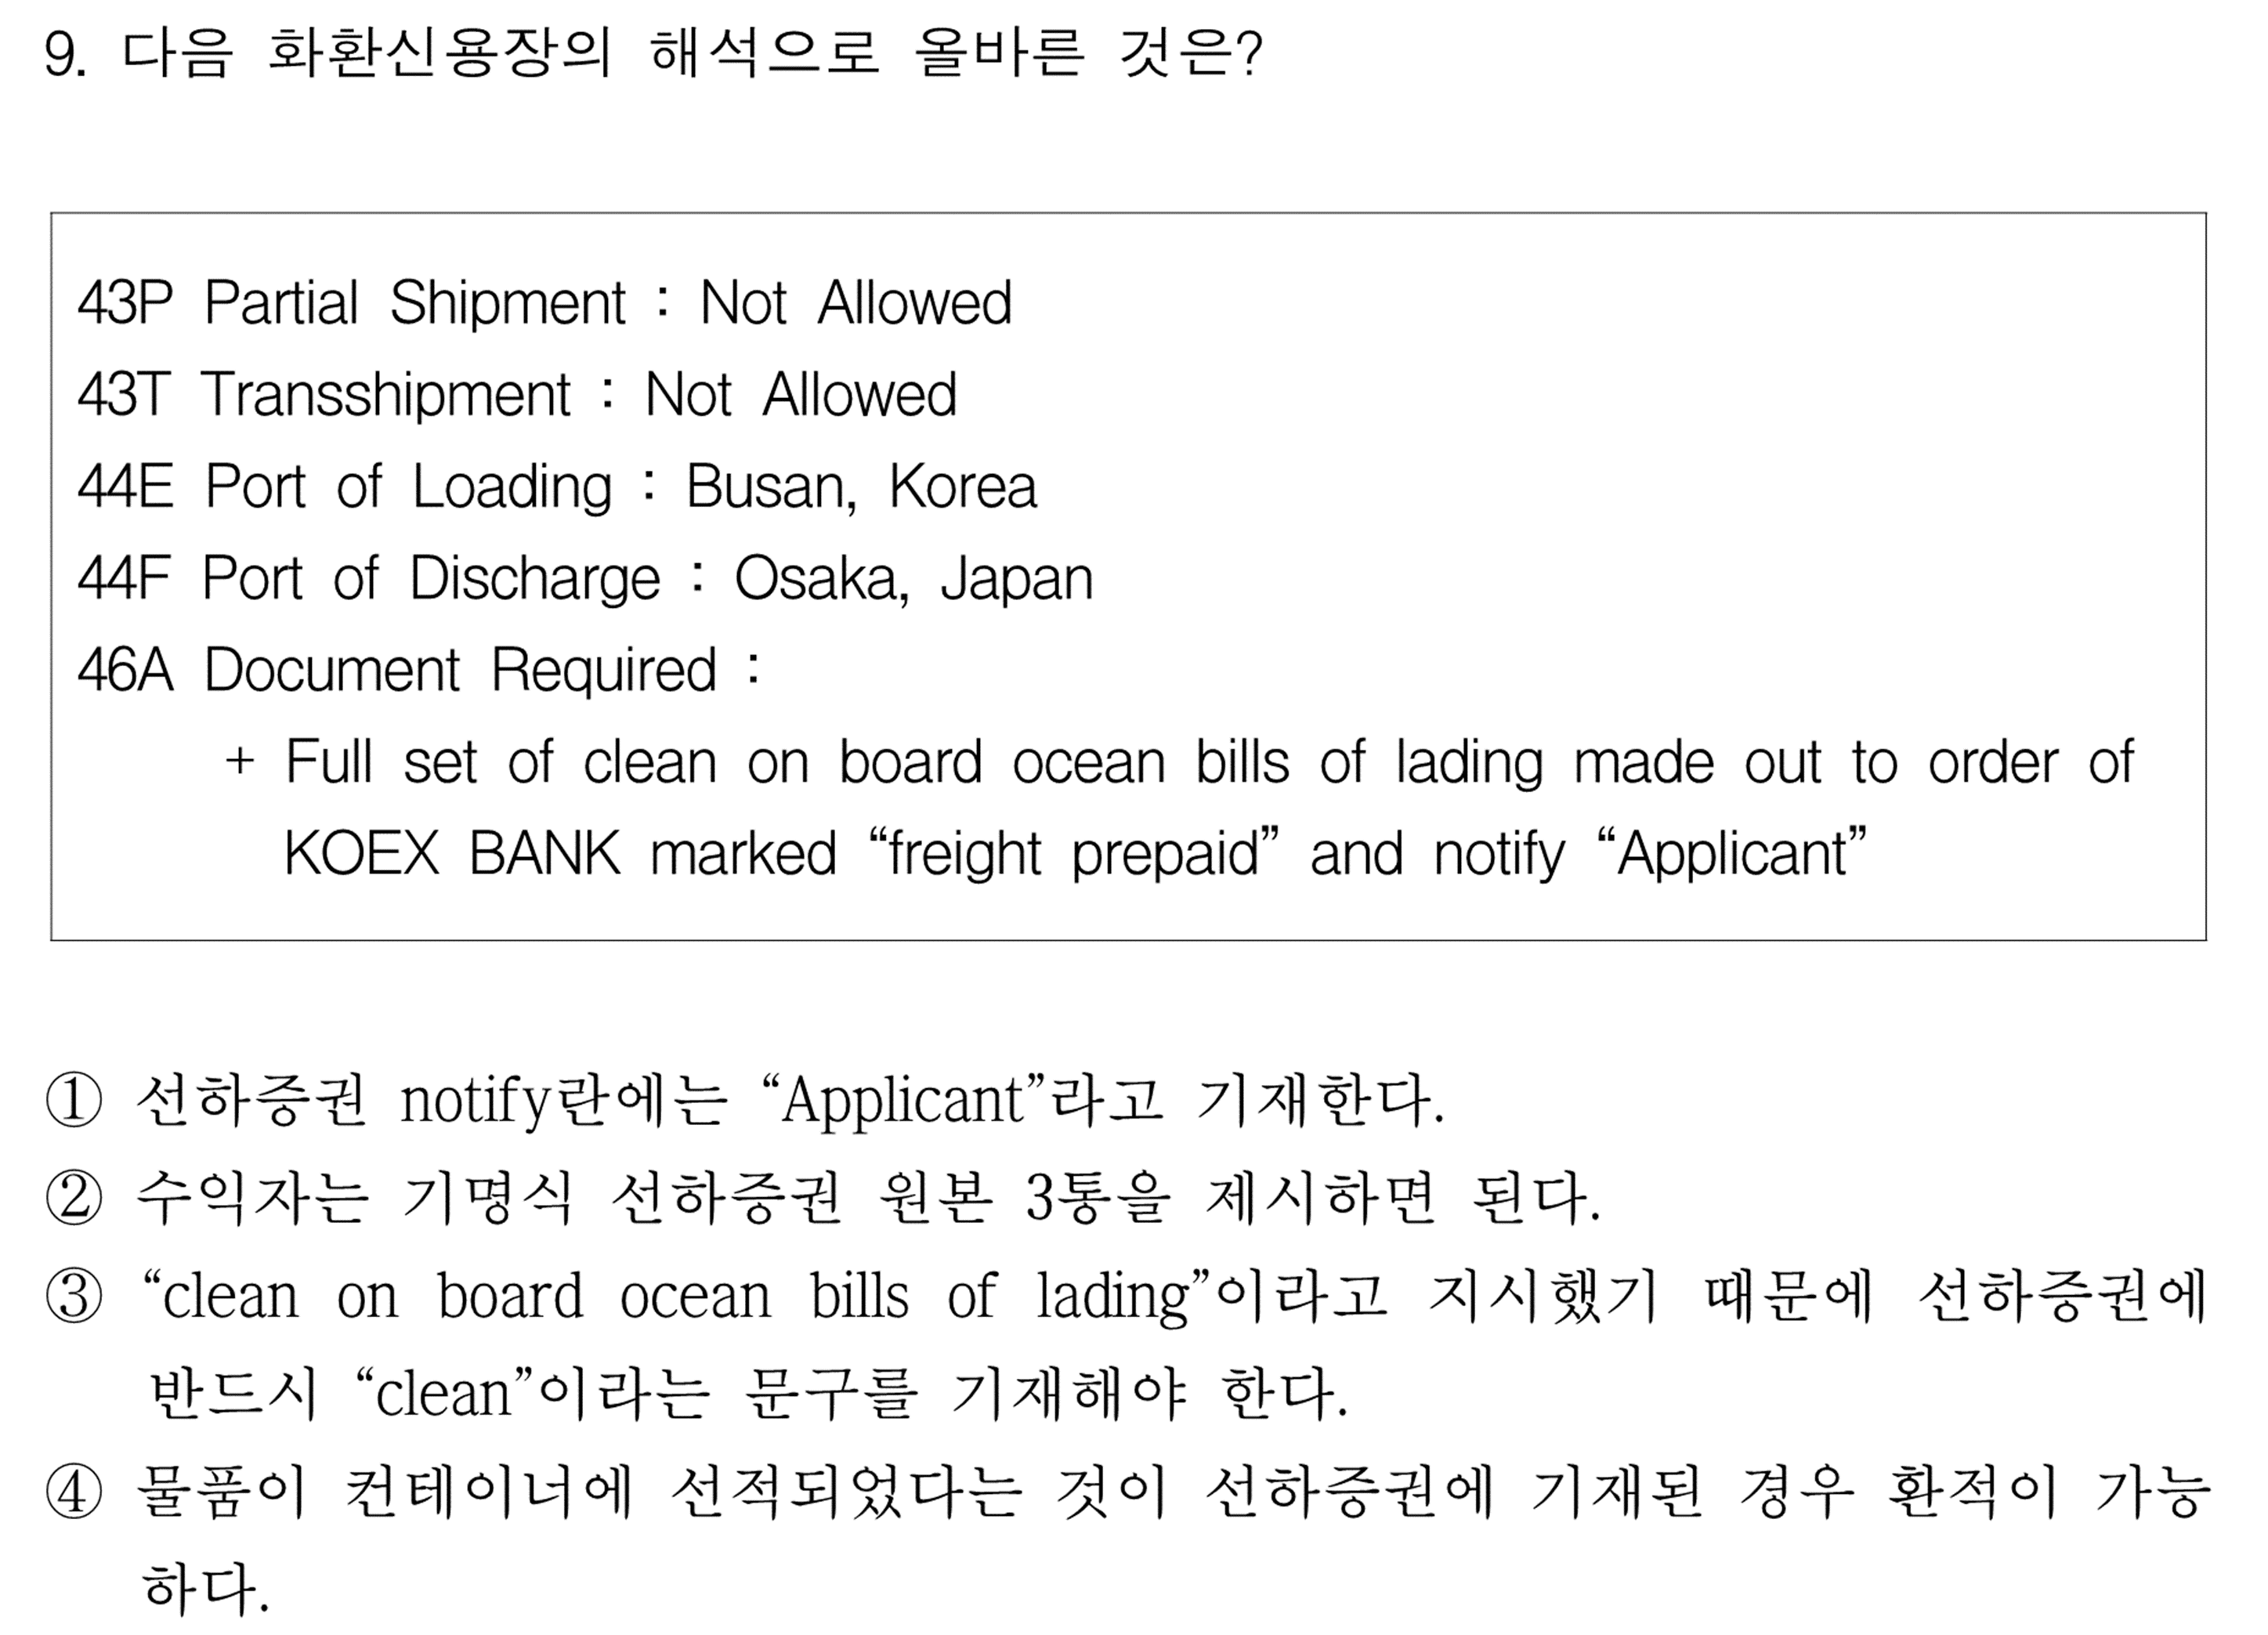 9. 다음 화환신용장의 해석으로 올바른 것은?
43P Partial Shipment : Not Allowed
43T Transshipment : Not Allowed
44E Port of Loading : Busan, Korea
44F Port of Discharge : Osaka, Japan
46A Document Required :
+ Full set of clean on board ocean bills of lading made out to order of
KOEX BANK marked “freight prepaid” and notify “Applicant”
① 선하증권 notify란에는 “Applicant”라고 기재한다.
② 수익자는 기명식 선하증권 원본 3통을 제시하면 된다.
③ “clean on board ocean bills of lading”이라고 지시했기 때문에 선하증권에
반드시 “clean”이라는 문구를 기재해야 한다.
④ 물품이 컨테이너에 선적되었다는 것이 선하증권에 기재된 경우 환적이 가능
하다.